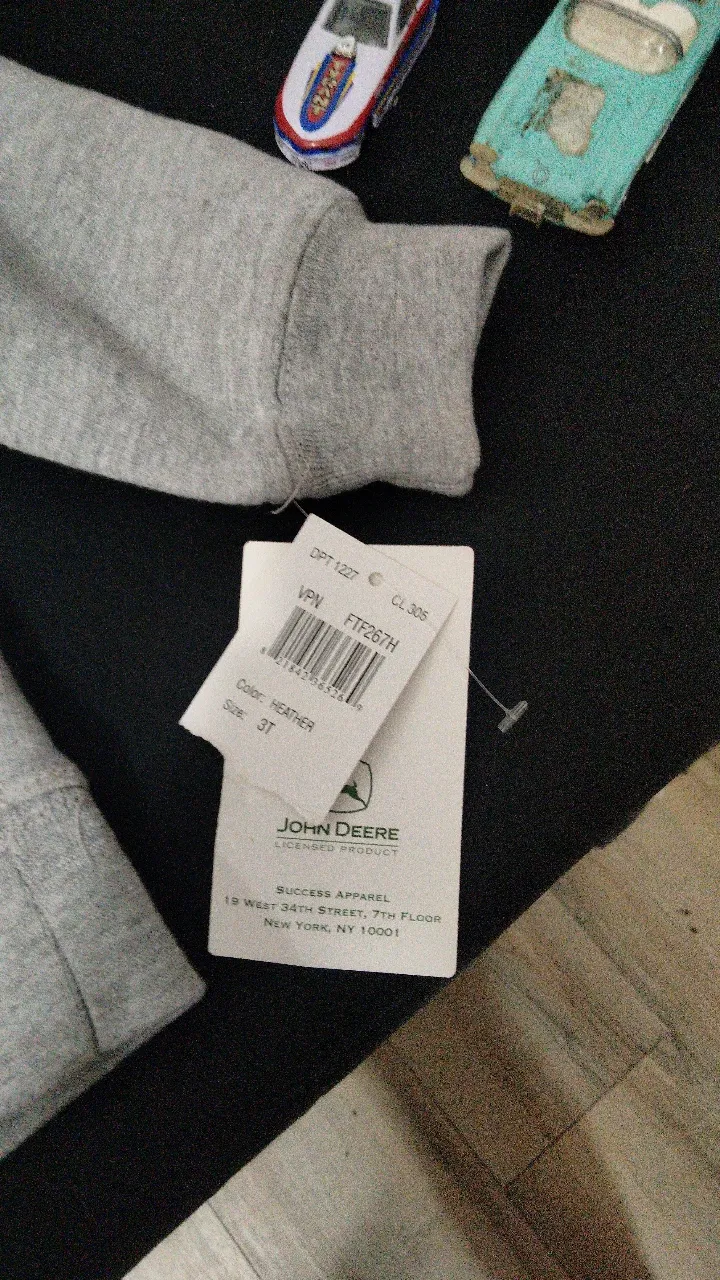 DPT 1227 CL 306
VPN FTF267H
Color: HEATHER
Size: 3T
JOHN DEERE
LICENSED PRODUCT
SUCCESS APPAREL
19 WEST 34TH STREET, 7TH FLOOR
NEW YORK, NY 10001